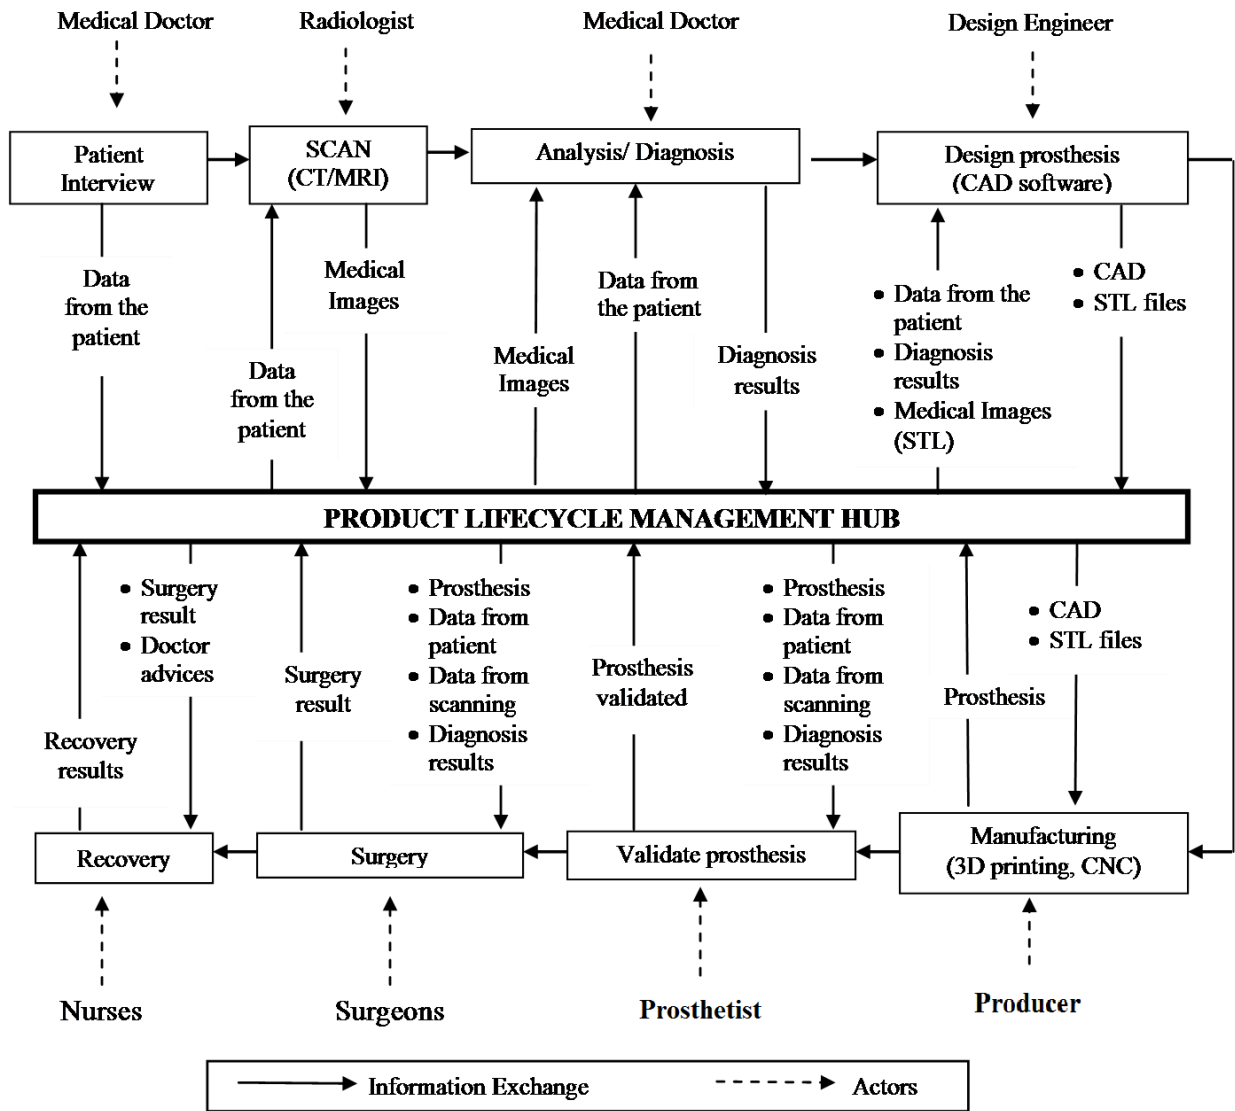 Medical Doctor
Radiologist
Medical Doctor
Design Engineer
Patient
Interview
SCAN
(CT/MRI)
Analysis/ Diagnosis
Design prosthesis
(CAD software)
Data
from the
patient
Medical
Images
Data
from the
patient
Medical
Images
Data from
the patient
Diagnosis
results
• Data from the
patient
• Diagnosis
results
• Medical Images
(STL)
• CAD
• STL files
PRODUCT LIFECYCLE MANAGEMENT HUB
Recovery
results
• Surgery
result
• Doctor
advices
Surgery
result
• Prosthesis
• Data from
patient
• Data from
scanning
• Diagnosis
results
Prosthesis
validated
• Prosthesis
• Data from
patient
• Data from
scanning
• Diagnosis
results
Prosthesis
• CAD
• STL files
Recovery
Surgery
Validate prosthesis
Manufacturing
(3D printing, CNC)
Nurses
Surgeons
Prosthetist
Producer
Information Exchange
Actors